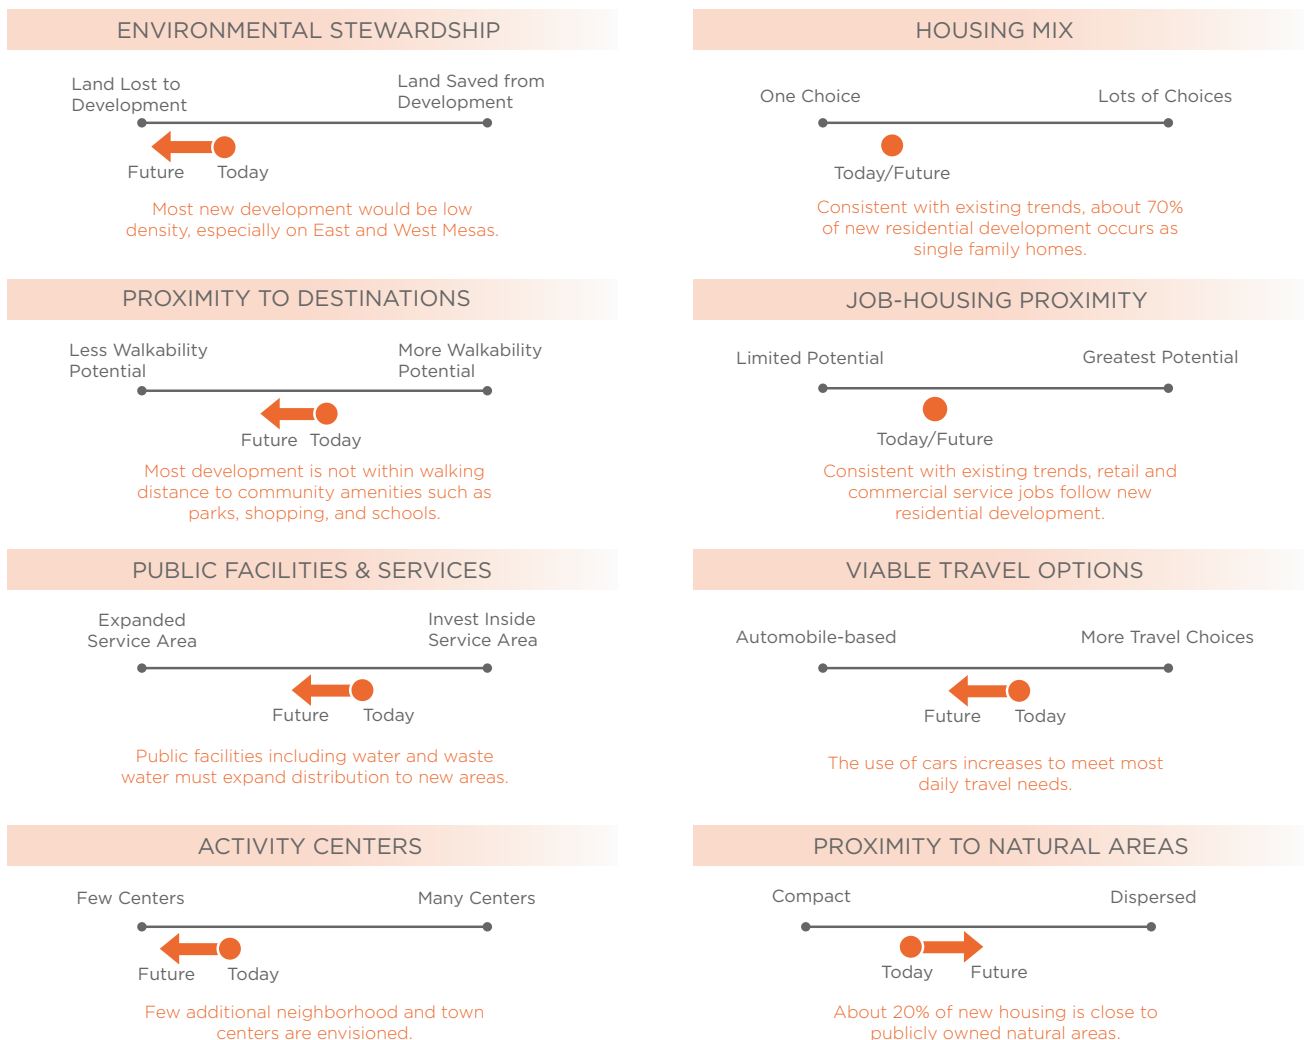 ENVIRONMENTAL STEWARDSHIP
Land Lost to
Development
Land Saved from
Development
Future
Today
Most new development would be low
density, especially on East and West Mesas.
HOUSING MIX
One Choice
Lots of Choices
Today/Future
Consistent with existing trends, about 70%
of new residential development occurs as
single family homes.
PROXIMITY TO DESTINATIONS
Less Walkability
Potential
More Walkability
Potential
Future
Today
Most development is not within walking
distance to community amenities such as
parks, shopping, and schools.
JOB-HOUSING PROXIMITY
Limited Potential
Greatest Potential
Today/Future
Consistent with existing trends, retail and
commercial service jobs follow new
residential development.
PUBLIC FACILITIES & SERVICES
Expanded
Service Area
Invest Inside
Service Area
Future
Today
Public facilities including water and waste
water must expand distribution to new areas.
VIABLE TRAVEL OPTIONS
Automobile-based
More Travel Choices
Future
Today
The use of cars increases to meet most
daily travel needs.
ACTIVITY CENTERS
Few Centers
Many Centers
Future
Today
Few additional neighborhood and town
centers are envisioned.
PROXIMITY TO NATURAL AREAS
Compact
Dispersed
Today
Future
About 20% of new housing is close to
publicly owned natural areas.